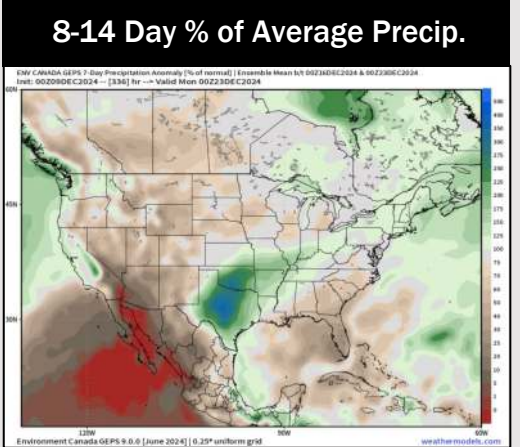 8-14 Day % of Average Precip.
ENV CANADA GEPS 7-Day Precipitation Anomaly [% of normal] | Ensemble Mean b/t 00Z16DEC2024 & 00Z23DEC2024
Init: 00Z09DEC2024 -- [336] hr --> Valid Mon 00Z23DEC2024
60N
40N
30N
120W
90W
60W
Environment Canada GEPS 9.0.0 [June 2024] | 0.25° uniform grid
weathermodels.com